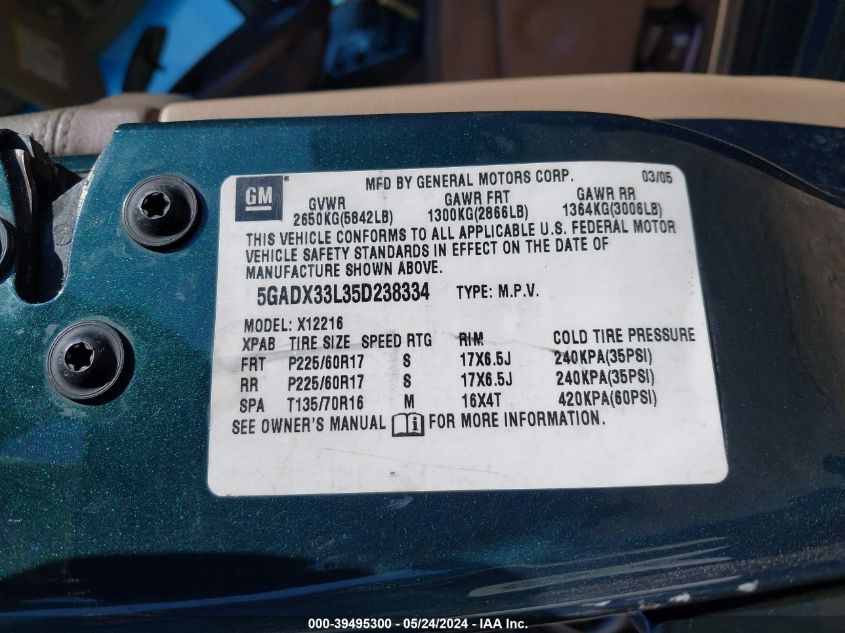 GM
MFD BY GENERAL MOTORS CORP. 03/05
GVWR GAWR FRT GAWR RR
2650KG(5842LB) 1300KG(2866LB) 1364KG(3006LB)
THIS VEHICLE CONFORMS TO ALL APPLICABLE U.S. FEDERAL MOTOR
VEHICLE SAFETY STANDARDS IN EFFECT ON THE DATE OF
MANUFACTURE SHOWN ABOVE.
5GADX33L35D238334 TYPE: M.P.V.
MODEL: X12216
XPAB TIRE SIZE SPEED RTG RIM COLD TIRE PRESSURE
FRT P225/60R17 S 17X6.5J 240KPA(35PSI)
RR P225/60R17 S 17X6.5J 240KPA(35PSI)
SPA T135/70R16 M 16X4T 420KPA(60PSI)
SEE OWNER'S MANUAL FOR MORE INFORMATION.
000-39495300 - 05/24/2024 - IAA Inc.